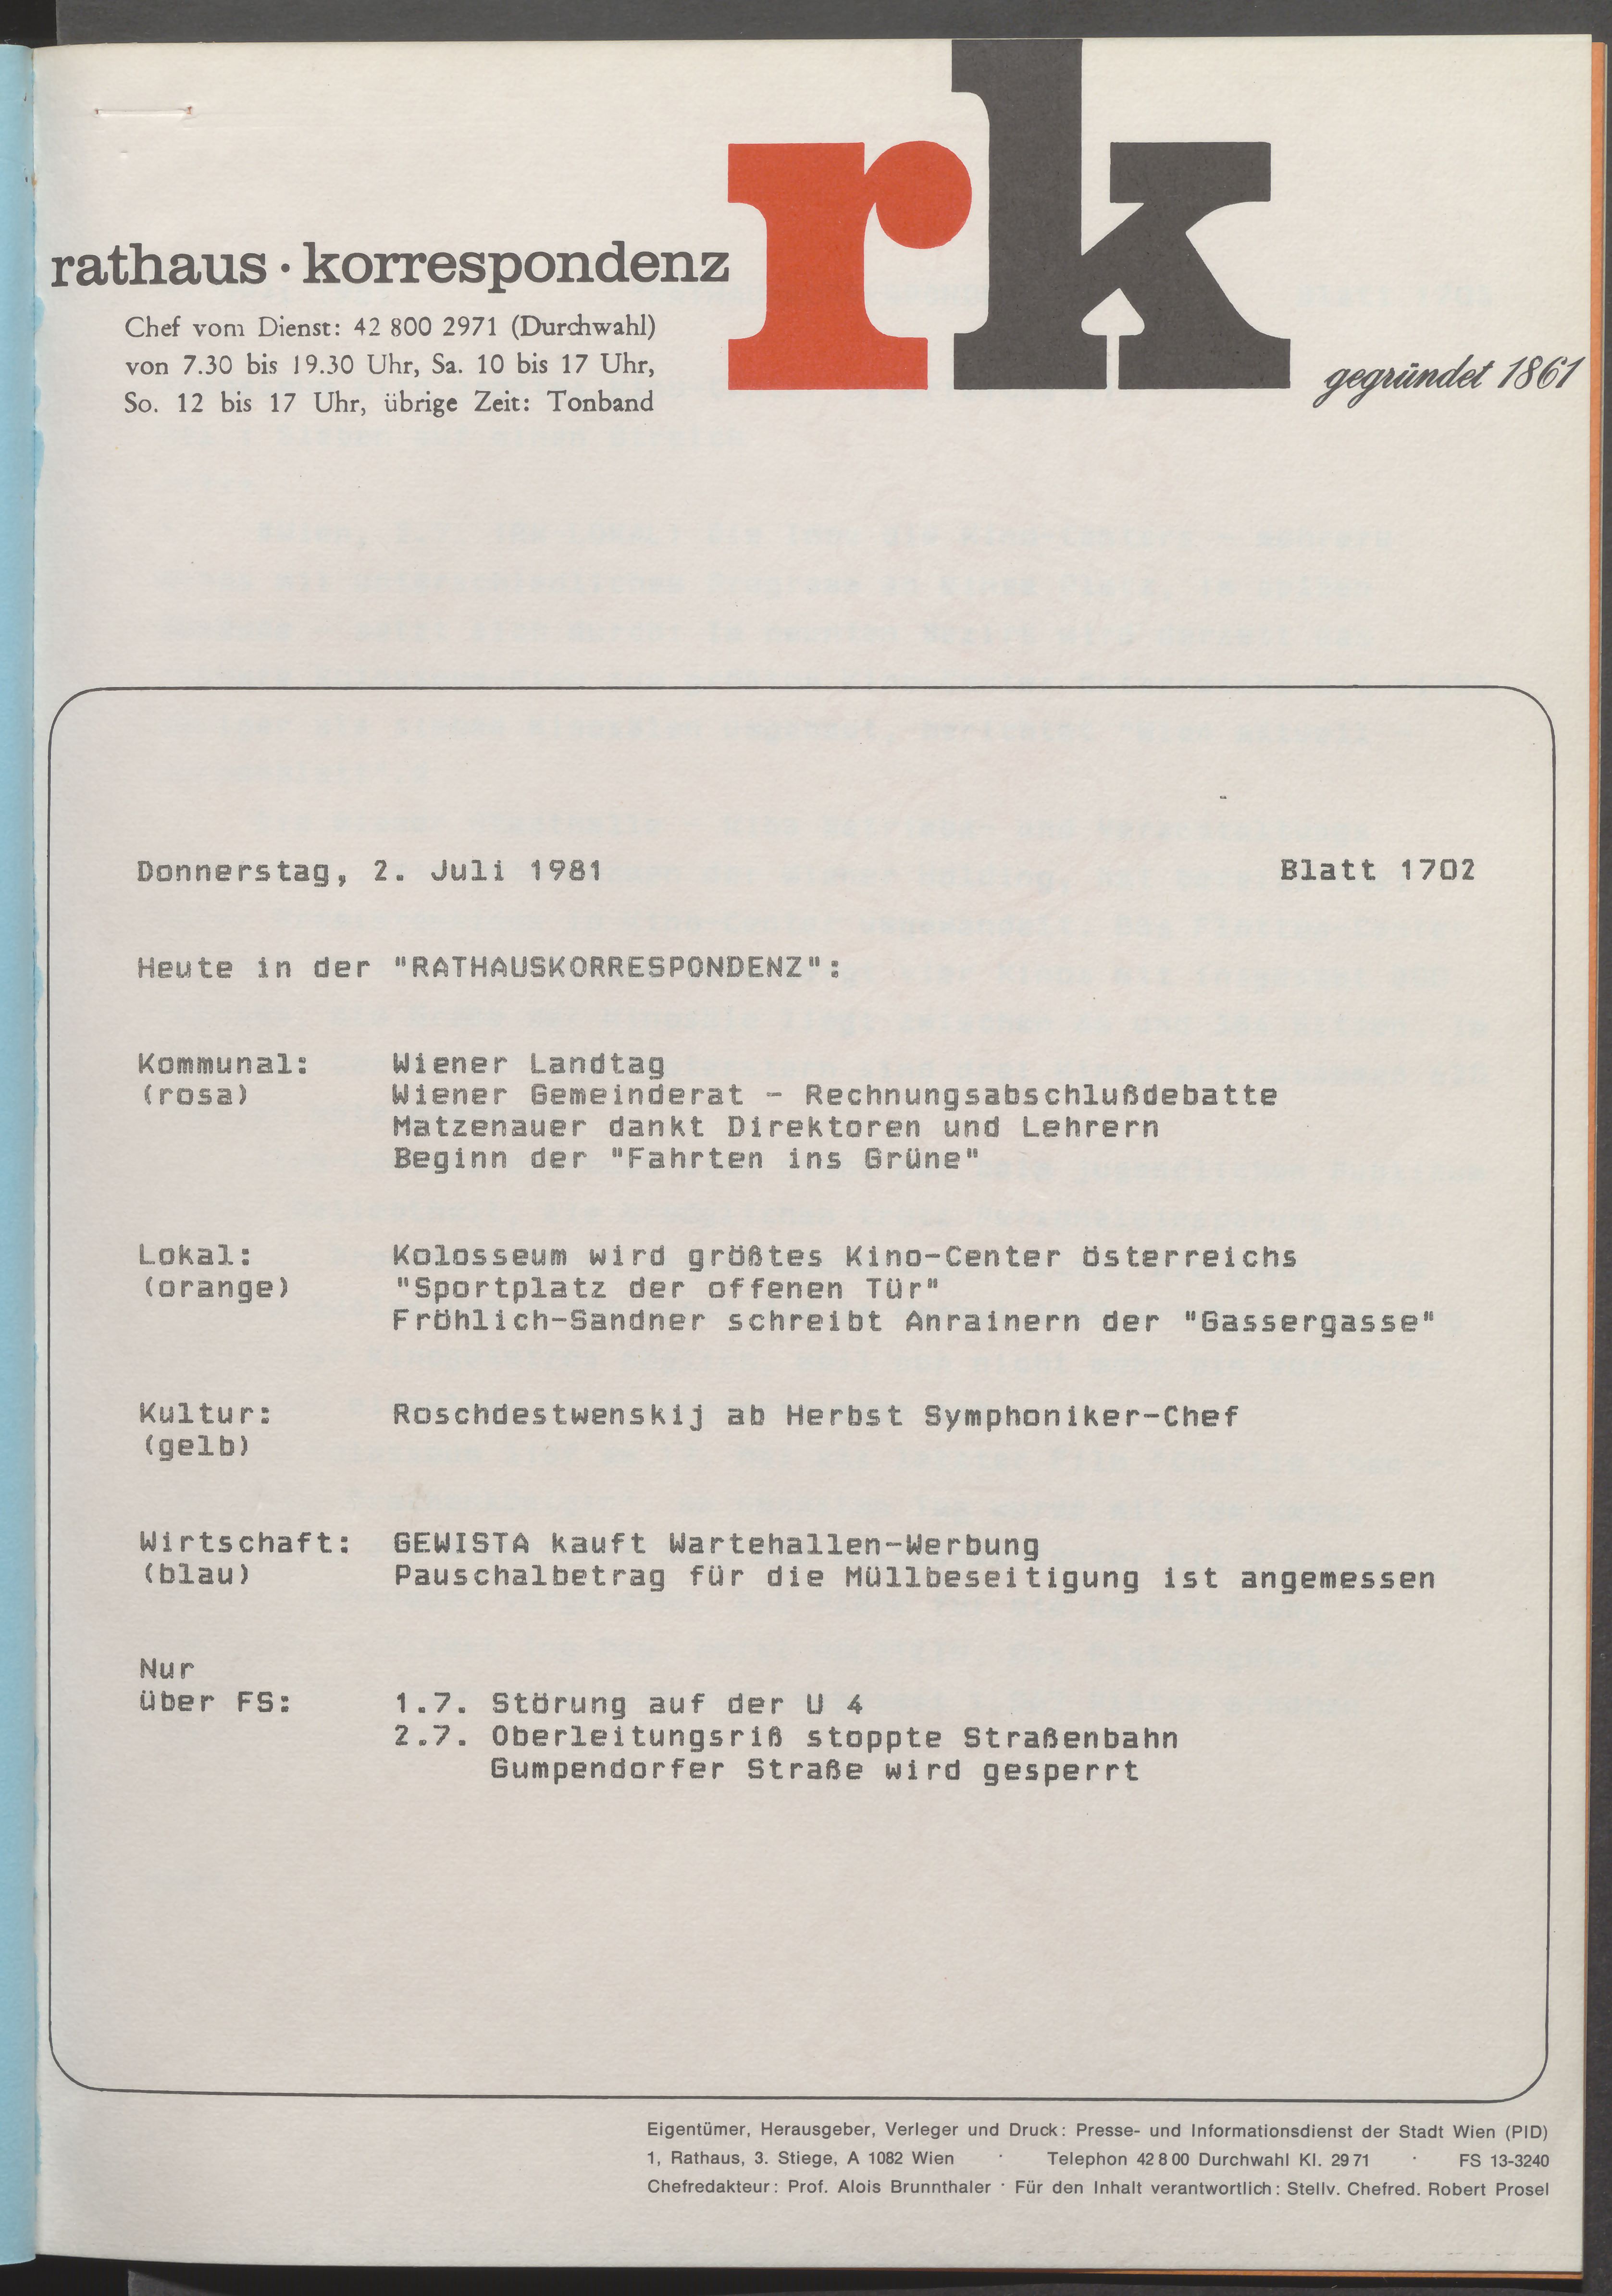 rk
rathaus · korrespondenz
Chef vom Dienst: 42 800 2971 (Durchwahl)
von 7.30 bis 19.30 Uhr, Sa. 10 bis 17 Uhr,
So. 12 bis 17 Uhr, übrige Zeit: Tonband
gegründet 1861
Donnerstag, 2. Juli 1981 Blatt 1702
Heute in der "RATHAUSKORRESPONDENZ":
Kommunal: Wiener Landtag
(rosa) Wiener Gemeinderat - Rechnungsabschlußdebatte
Matzenauer dankt Direktoren und Lehrern
Beginn der "Fahrten ins Grüne"
Lokal: Kolosseum wird größtes Kino-Center österreichs
(orange) "Sportplatz der offenen Tür"
Fröhlich-Sandner schreibt Anrainern der "Gassergasse"
Kultur: Roschdestwenskij ab Herbst Symphoniker-Chef
(gelb)
Wirtschaft: GEWISTA kauft Wartehallen-Werbung
(blau) Pauschalbetrag für die Müllbeseitigung ist angemessen
Nur
über FS: 1.7. Störung auf der U 4
2.7. Oberleitungsriß stoppte Straßenbahn
Gumpendorfer Straße wird gesperrt
Eigentümer, Herausgeber, Verleger und Druck: Presse- und Informationsdienst der Stadt Wien (PID)
1, Rathaus, 3. Stiege, A 1082 Wien · Telephon 42 8 00 Durchwahl Kl. 29 71 · FS 13-3240
Chefredakteur: Prof. Alois Brunnthaler · Für den Inhalt verantwortlich: Stellv. Chefred. Robert Prosel